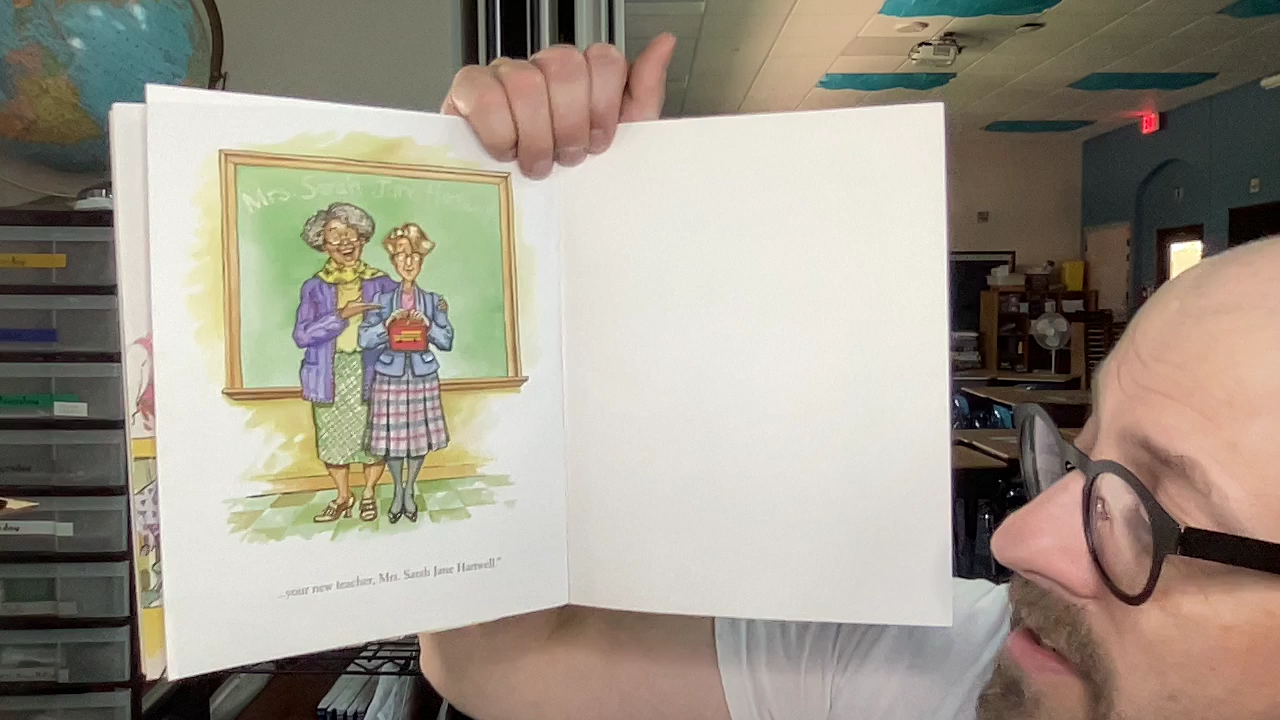 Mrs. Sarah Jane Hartwell
...your new teacher, Mrs. Sarah Jane Hartwell."